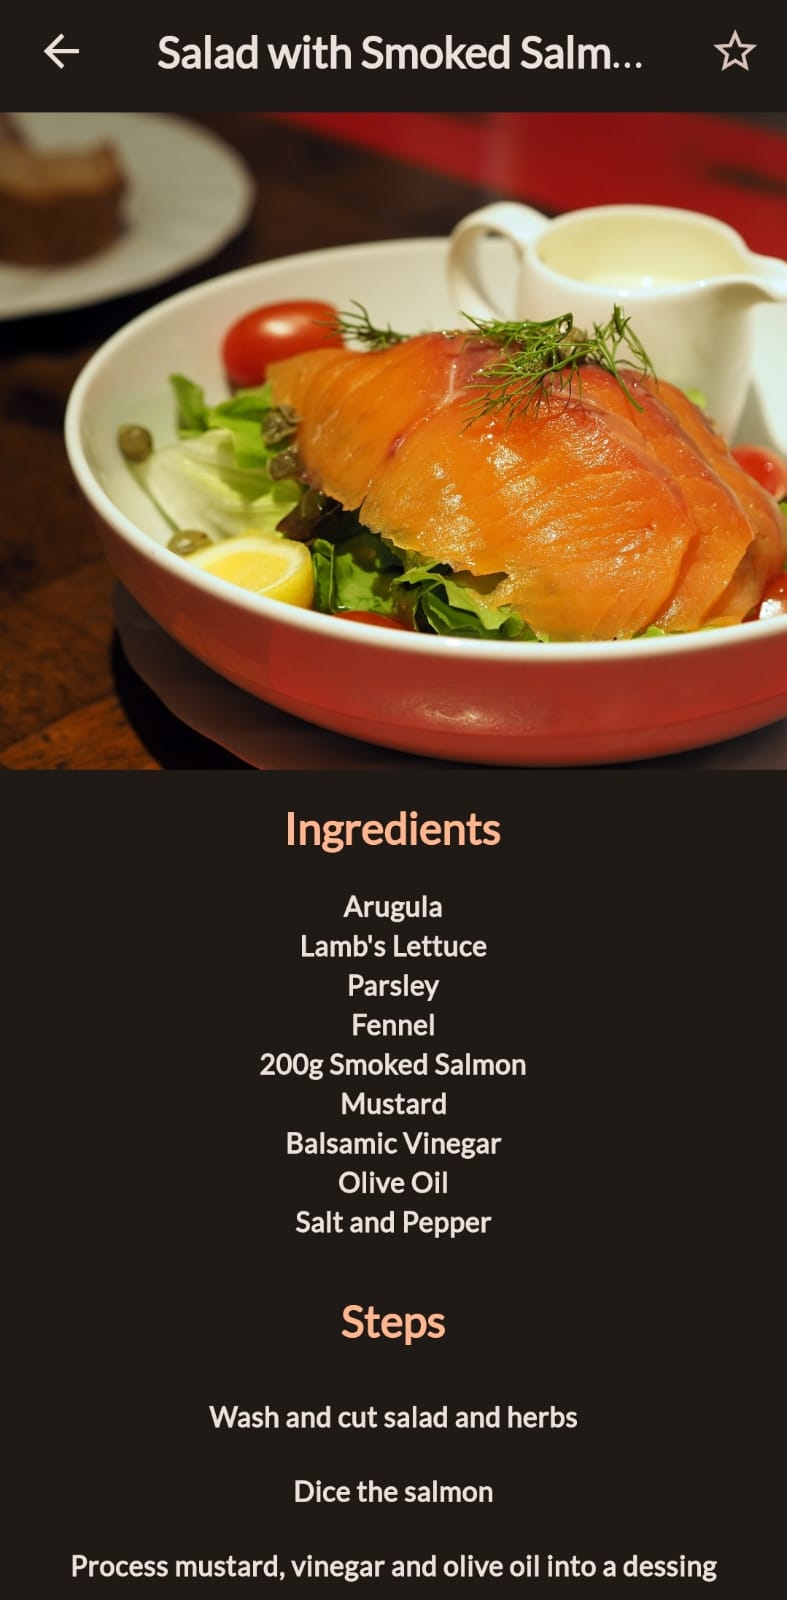 Salad with Smoked Salm...
Ingredients
Arugula
Lamb's Lettuce
Parsley
Fennel
200g Smoked Salmon
Mustard
Balsamic Vinegar
Olive Oil
Salt and Pepper
Steps
Wash and cut salad and herbs
Dice the salmon
Process mustard, vinegar and olive oil into a dessing